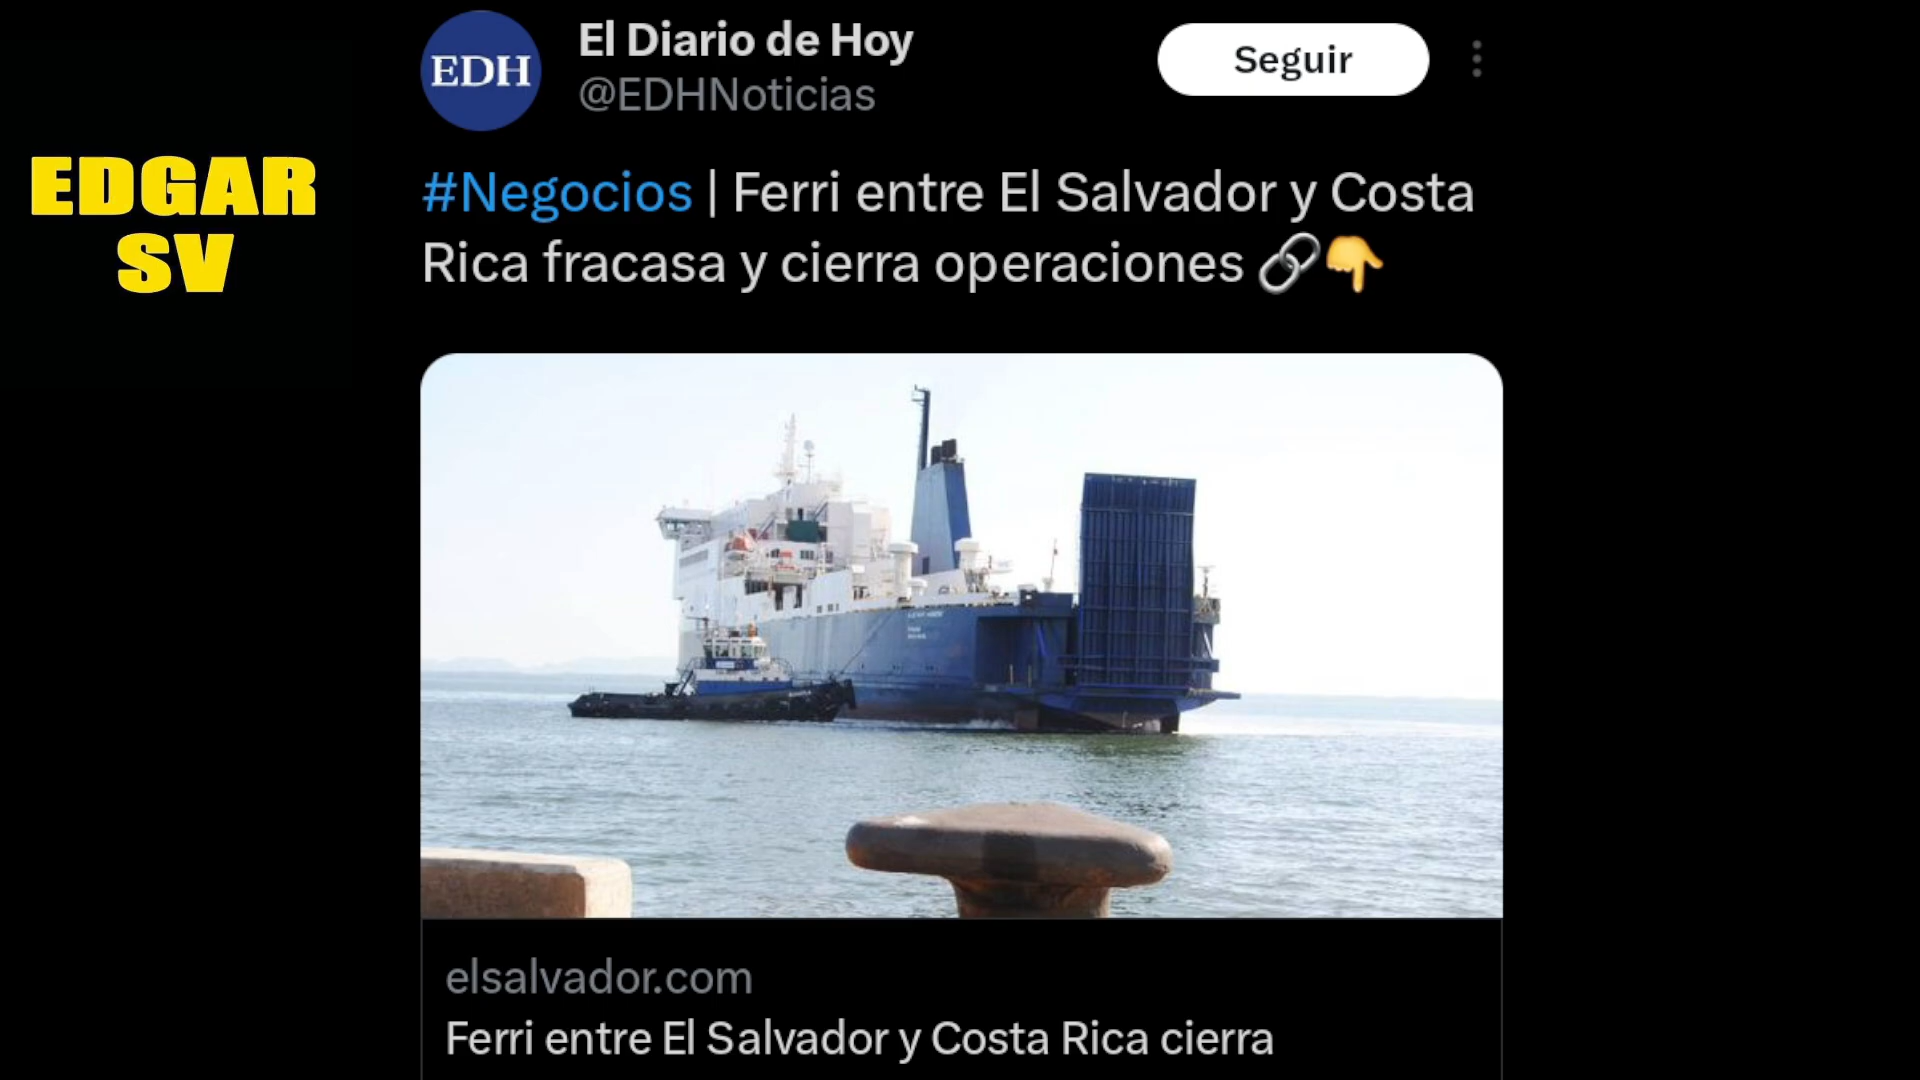 EDGAR
SV
EDH
El Diario de Hoy
@EDHNoticias
Seguir
#Negocios | Ferri entre El Salvador y Costa
Rica fracasa y cierra operaciones 🔗👇
elsalvador.com
Ferri entre El Salvador y Costa Rica cierra